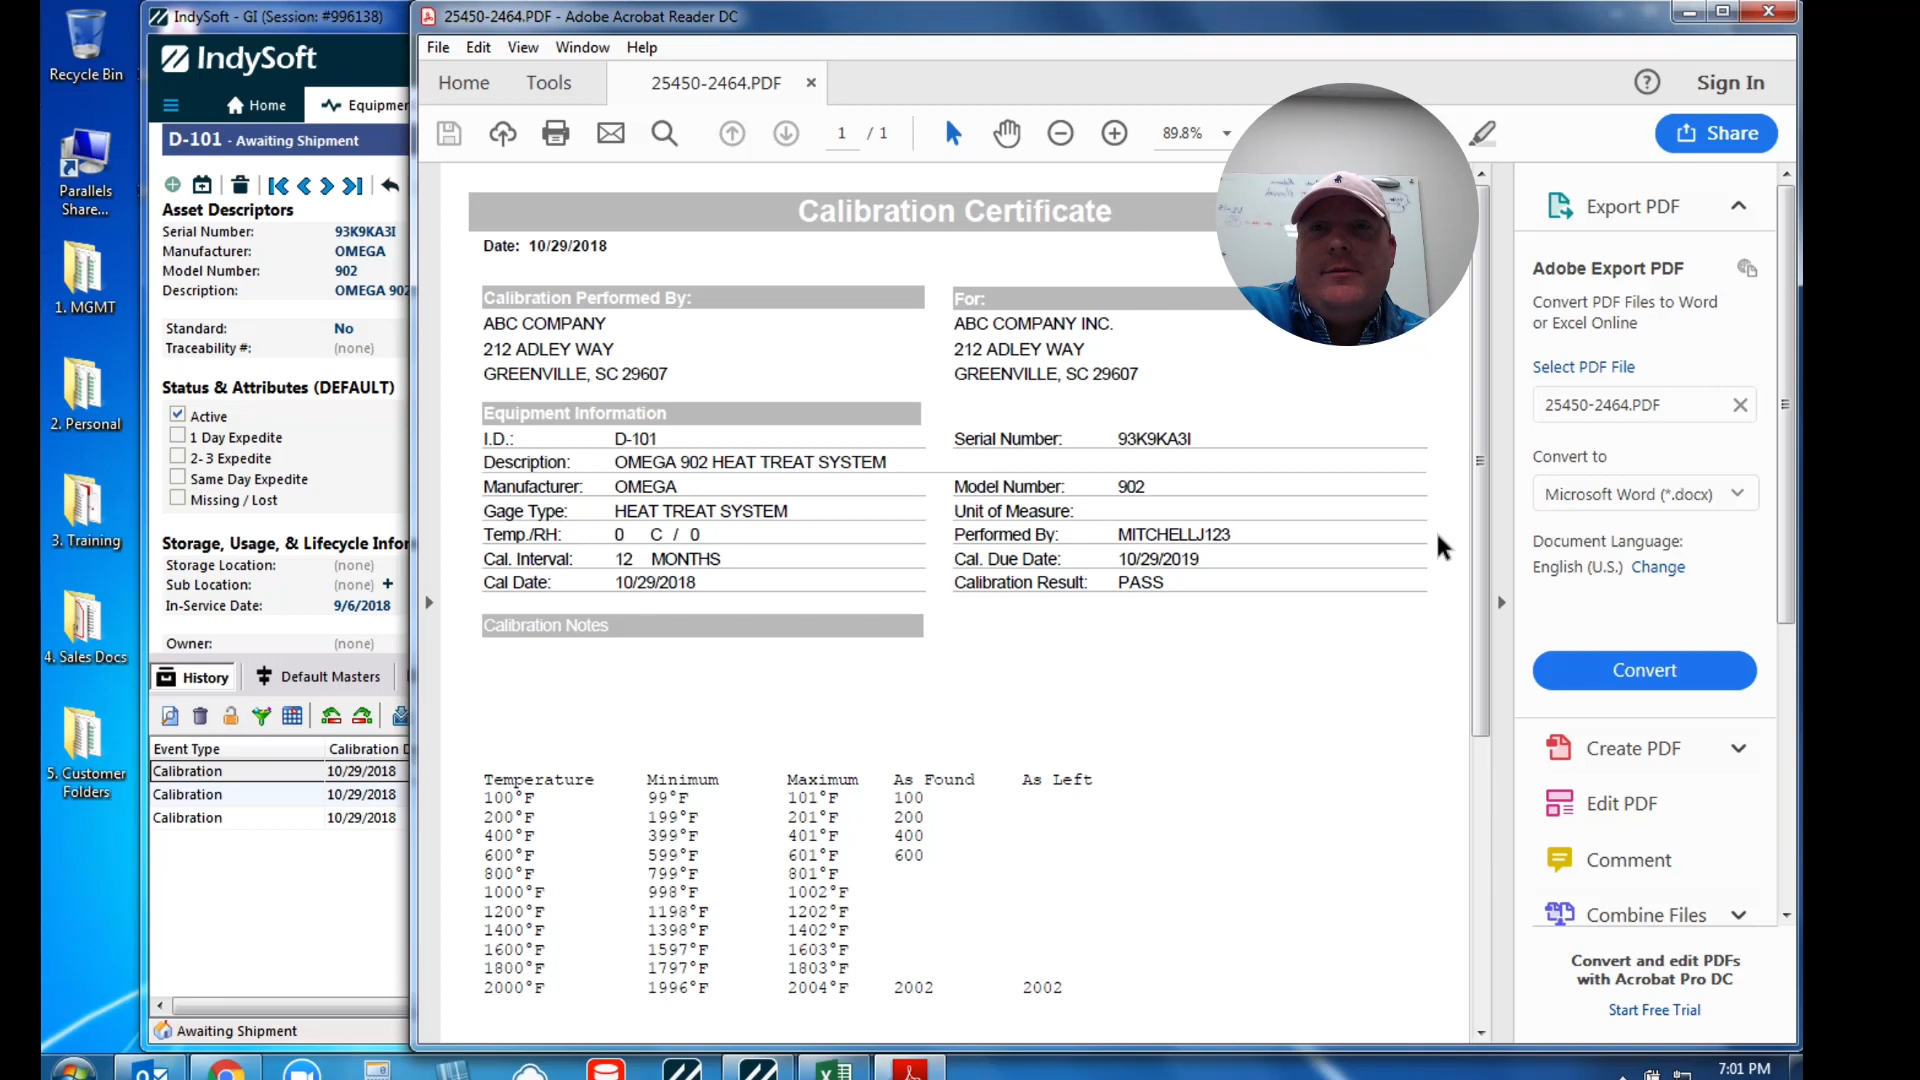 Recycle Bin
Parallels
Share...
1. MGMT
2. Personal
3. Training
4. Sales Docs
5. Customer
Folders
IndySoft - GI (Session: #996138)
IndySoft
Home
Equipmen
D-101 - Awaiting Shipment
Asset Descriptors
Serial Number: 93K9KA3I
Manufacturer: OMEGA
Model Number: 902
Description: OMEGA 902
Standard: No
Traceability #: (none)
Status & Attributes (DEFAULT)
Active
1 Day Expedite
2- 3 Expedite
Same Day Expedite
Missing / Lost
Storage, Usage, & Lifecycle Infor
Storage Location: (none)
Sub Location: (none)
In-Service Date: 9/6/2018
Owner: (none)
History Default Masters
Event Type Calibration D
Calibration 10/29/2018
Calibration 10/29/2018
Calibration 10/29/2018
Awaiting Shipment
25450-2464.PDF - Adobe Acrobat Reader DC
File Edit View Window Help
Home Tools 25450-2464.PDF × Sign In
1 / 1 89.8% Share
Calibration Certificate
Date: 10/29/2018
Calibration Performed By: For:
ABC COMPANY ABC COMPANY INC.
212 ADLEY WAY 212 ADLEY WAY
GREENVILLE, SC 29607 GREENVILLE, SC 29607
Equipment Information
I.D.: D-101 Serial Number: 93K9KA3I
Description: OMEGA 902 HEAT TREAT SYSTEM
Manufacturer: OMEGA Model Number: 902
Gage Type: HEAT TREAT SYSTEM Unit of Measure:
Temp./RH: 0 C / 0 Performed By: MITCHELLJ123
Cal. Interval: 12 MONTHS Cal. Due Date: 10/29/2019
Cal Date: 10/29/2018 Calibration Result: PASS
Calibration Notes
Temperature Minimum Maximum As Found As Left
100°F 99°F 101°F 100
200°F 199°F 201°F 200
400°F 399°F 401°F 400
600°F 599°F 601°F 600
800°F 799°F 801°F
1000°F 998°F 1002°F
1200°F 1198°F 1202°F
1400°F 1398°F 1402°F
1600°F 1597°F 1603°F
1800°F 1797°F 1803°F
2000°F 1996°F 2004°F 2002 2002
Export PDF
Adobe Export PDF
Convert PDF Files to Word
or Excel Online
Select PDF File
25450-2464.PDF
Convert to
Microsoft Word (*.docx)
Document Language:
English (U.S.) Change
Convert
Create PDF
Edit PDF
Comment
Combine Files
Convert and edit PDFs
with Acrobat Pro DC
Start Free Trial
7:01 PM